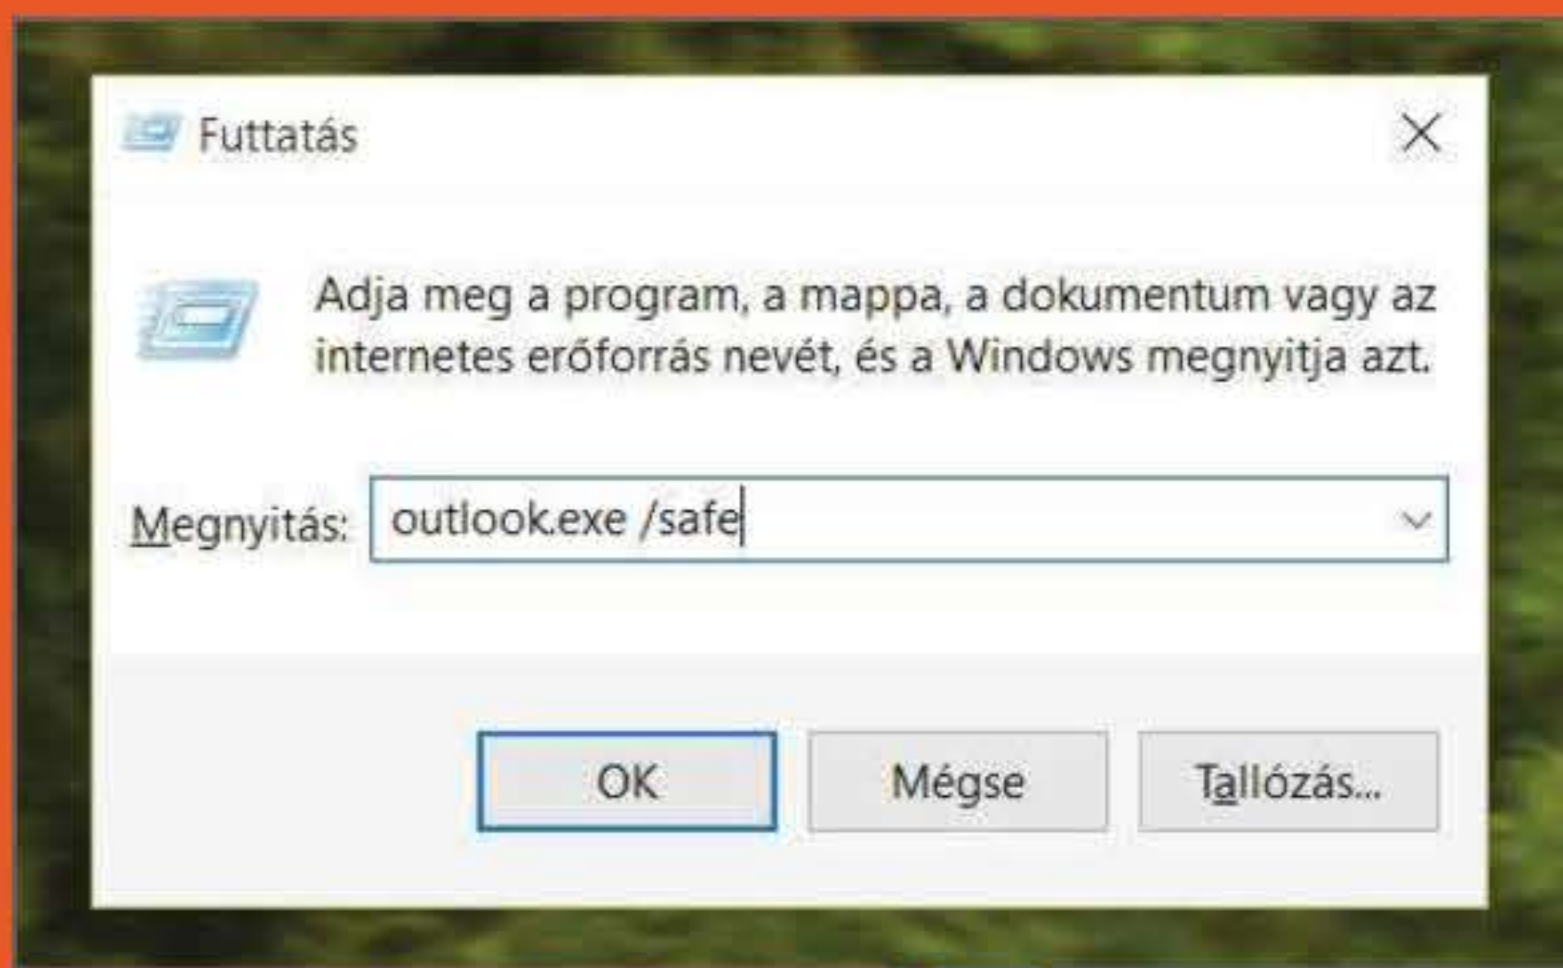 Futtatás
Adja meg a program, a mappa, a dokumentum vagy az
internetes erőforrás nevét, és a Windows megnyitja azt.
Megnyitás: outlook.exe /safe
OK Mégse Tallózás...